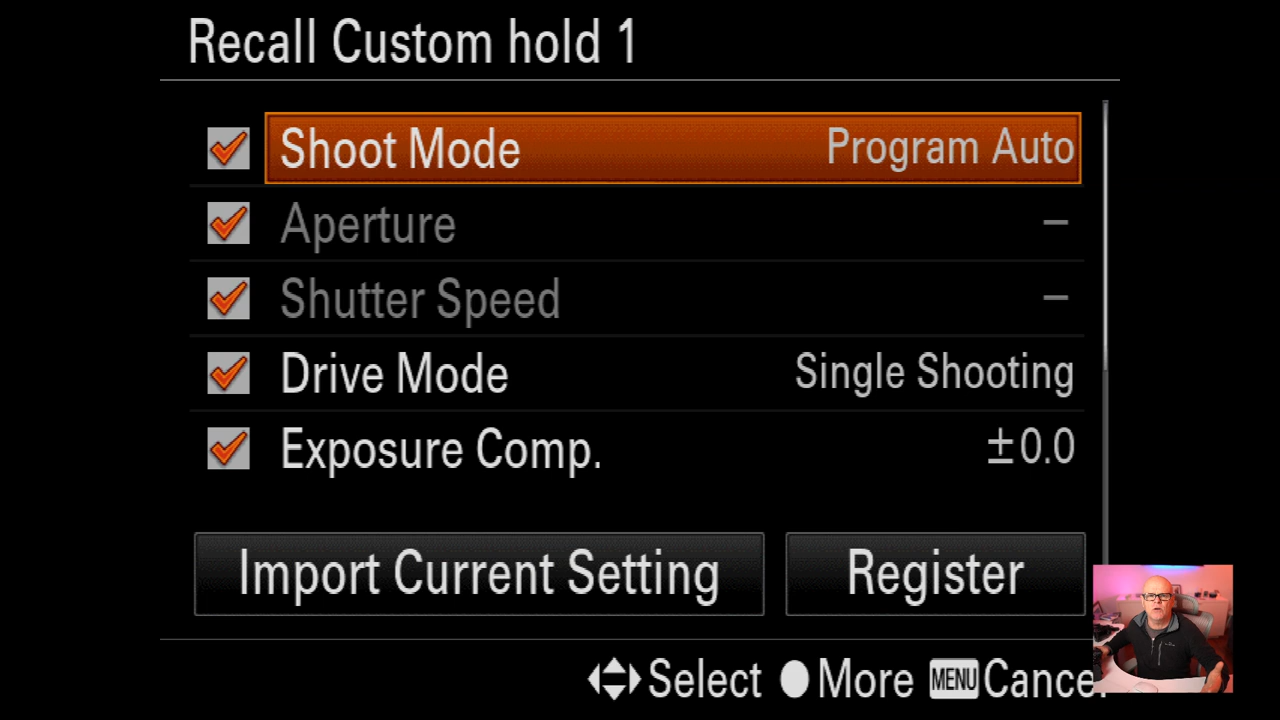 Recall Custom hold 1
Shoot Mode Program Auto
Aperture –
Shutter Speed –
Drive Mode Single Shooting
Exposure Comp. ±0.0
Import Current Setting Register
Select More MENU Cancel